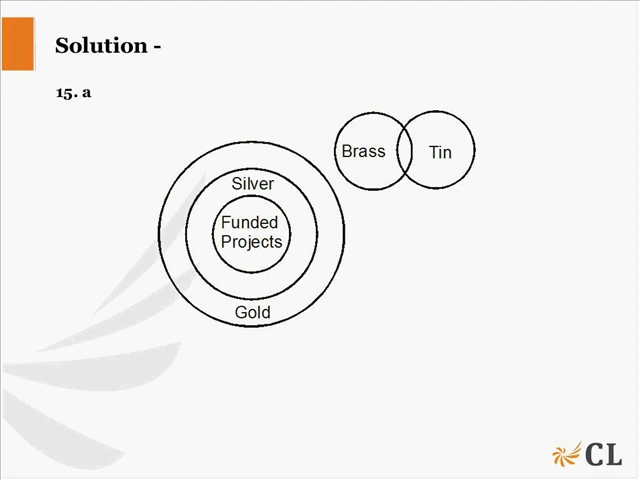 Solution -
15. a
Brass
Tin
Silver
Funded
Projects
Gold
CL